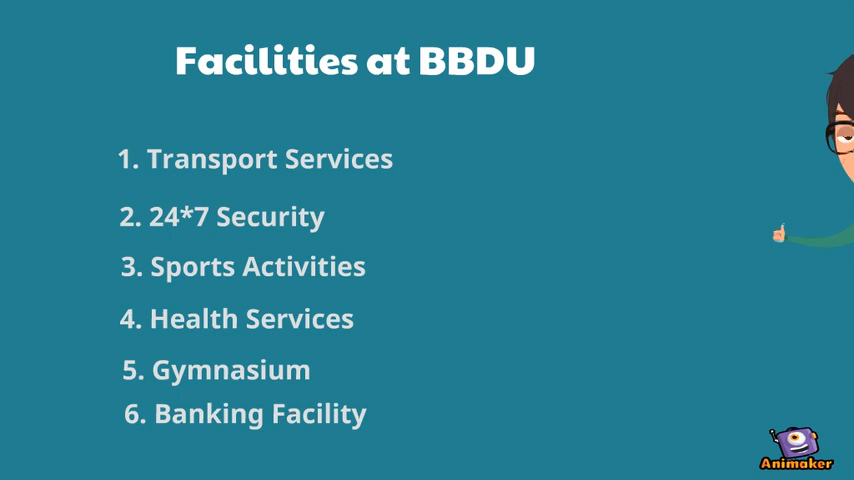 Facilities at BBDU
1. Transport Services
2. 24*7 Security
3. Sports Activities
4. Health Services
5. Gymnasium
6. Banking Facility
Animaker